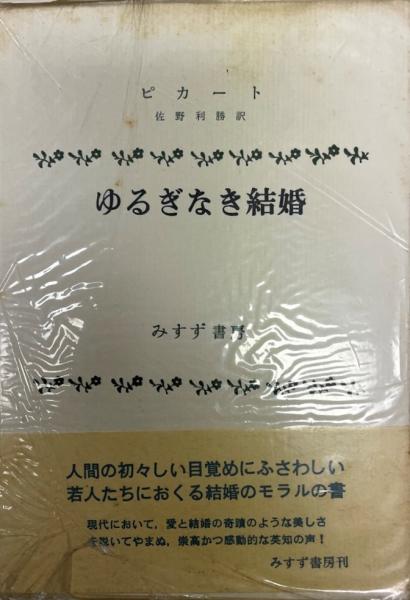 ピカート
佐野利勝訳
ゆるぎなき結婚
みすず書房
人間の初々しい目覚めにふさわしい
若人たちにおくる結婚のモラルの書
現代において，愛と結婚の奇蹟のような美しさ
を説いてやまぬ，崇高かつ感動的な英知の声！
みすず書房刊